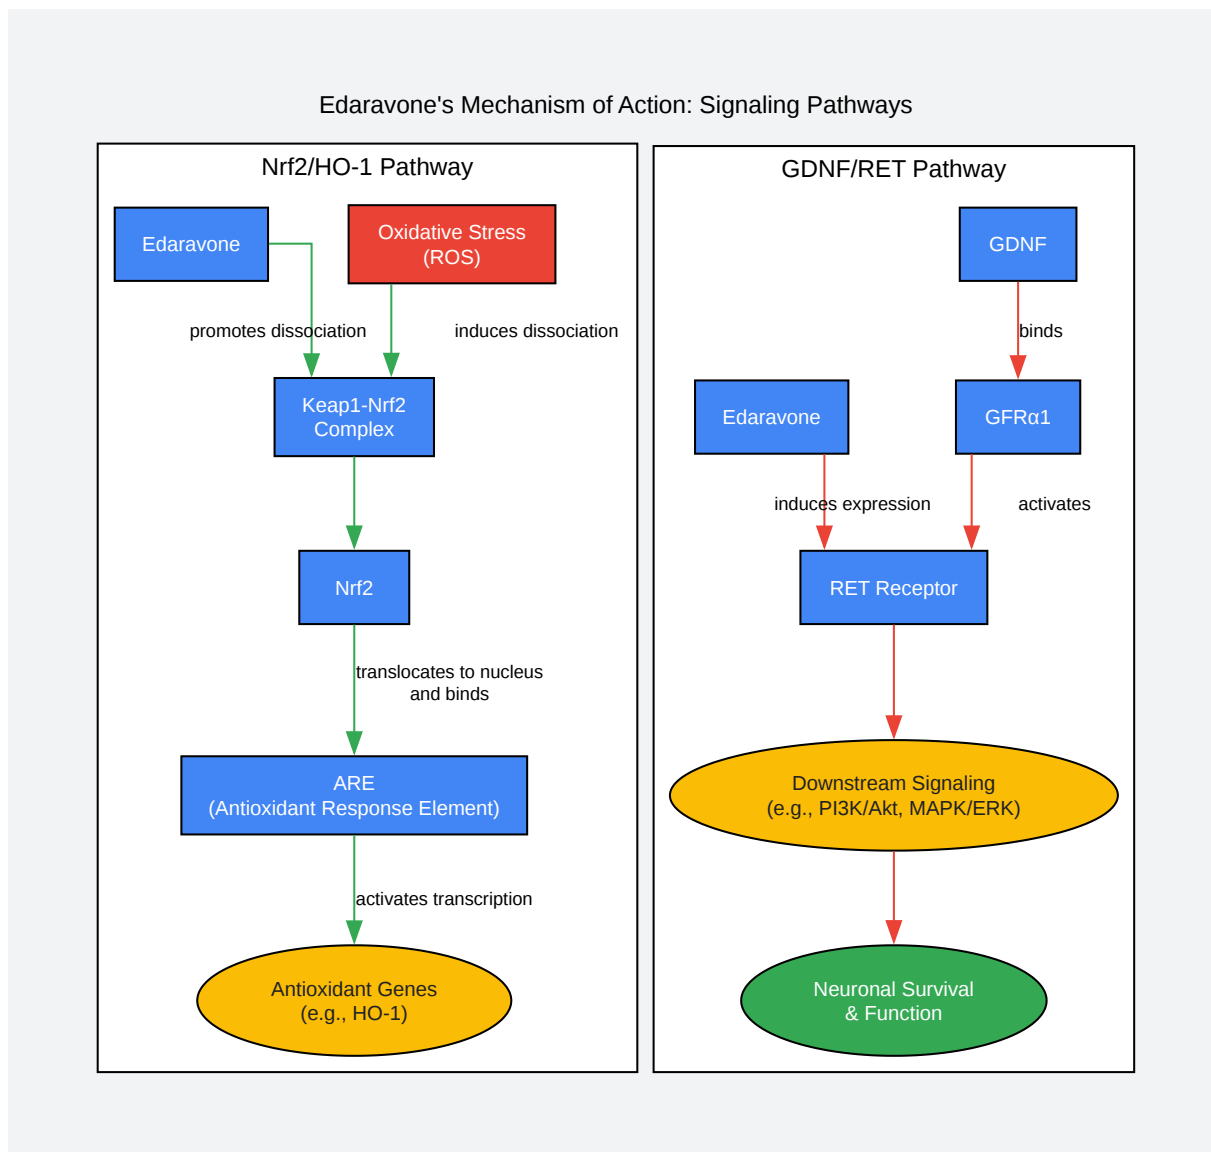 Edaravone's Mechanism of Action: Signaling Pathways
Nrf2/HO-1 Pathway
Edaravone
Oxidative Stress
(ROS)
promotes dissociation
induces dissociation
Keap1-Nrf2
Complex
Nrf2
translocates to nucleus
and binds
ARE
(Antioxidant Response Element)
activates transcription
Antioxidant Genes
(e.g., HO-1)
GDNF/RET Pathway
GDNF
binds
Edaravone
GFRα1
induces expression
activates
RET Receptor
Downstream Signaling
(e.g., PI3K/Akt, MAPK/ERK)
Neuronal Survival
& Function